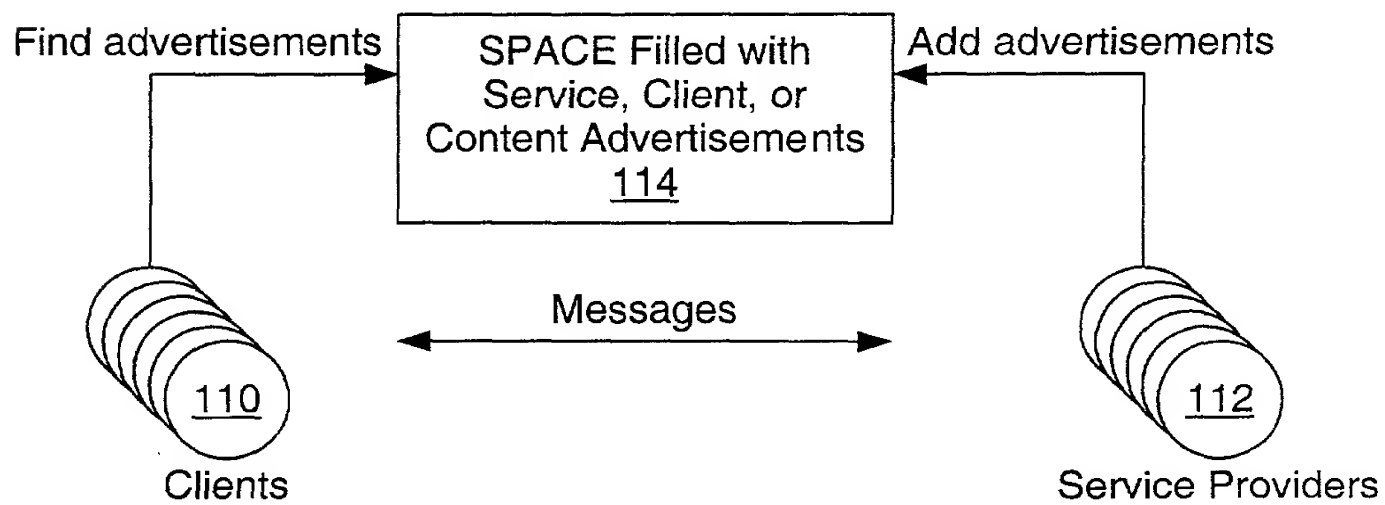 Find advertisements
SPACE Filled with
Service, Client, or
Content Advertisements
114
Add advertisements
Messages
110
Clients
112
Service Providers